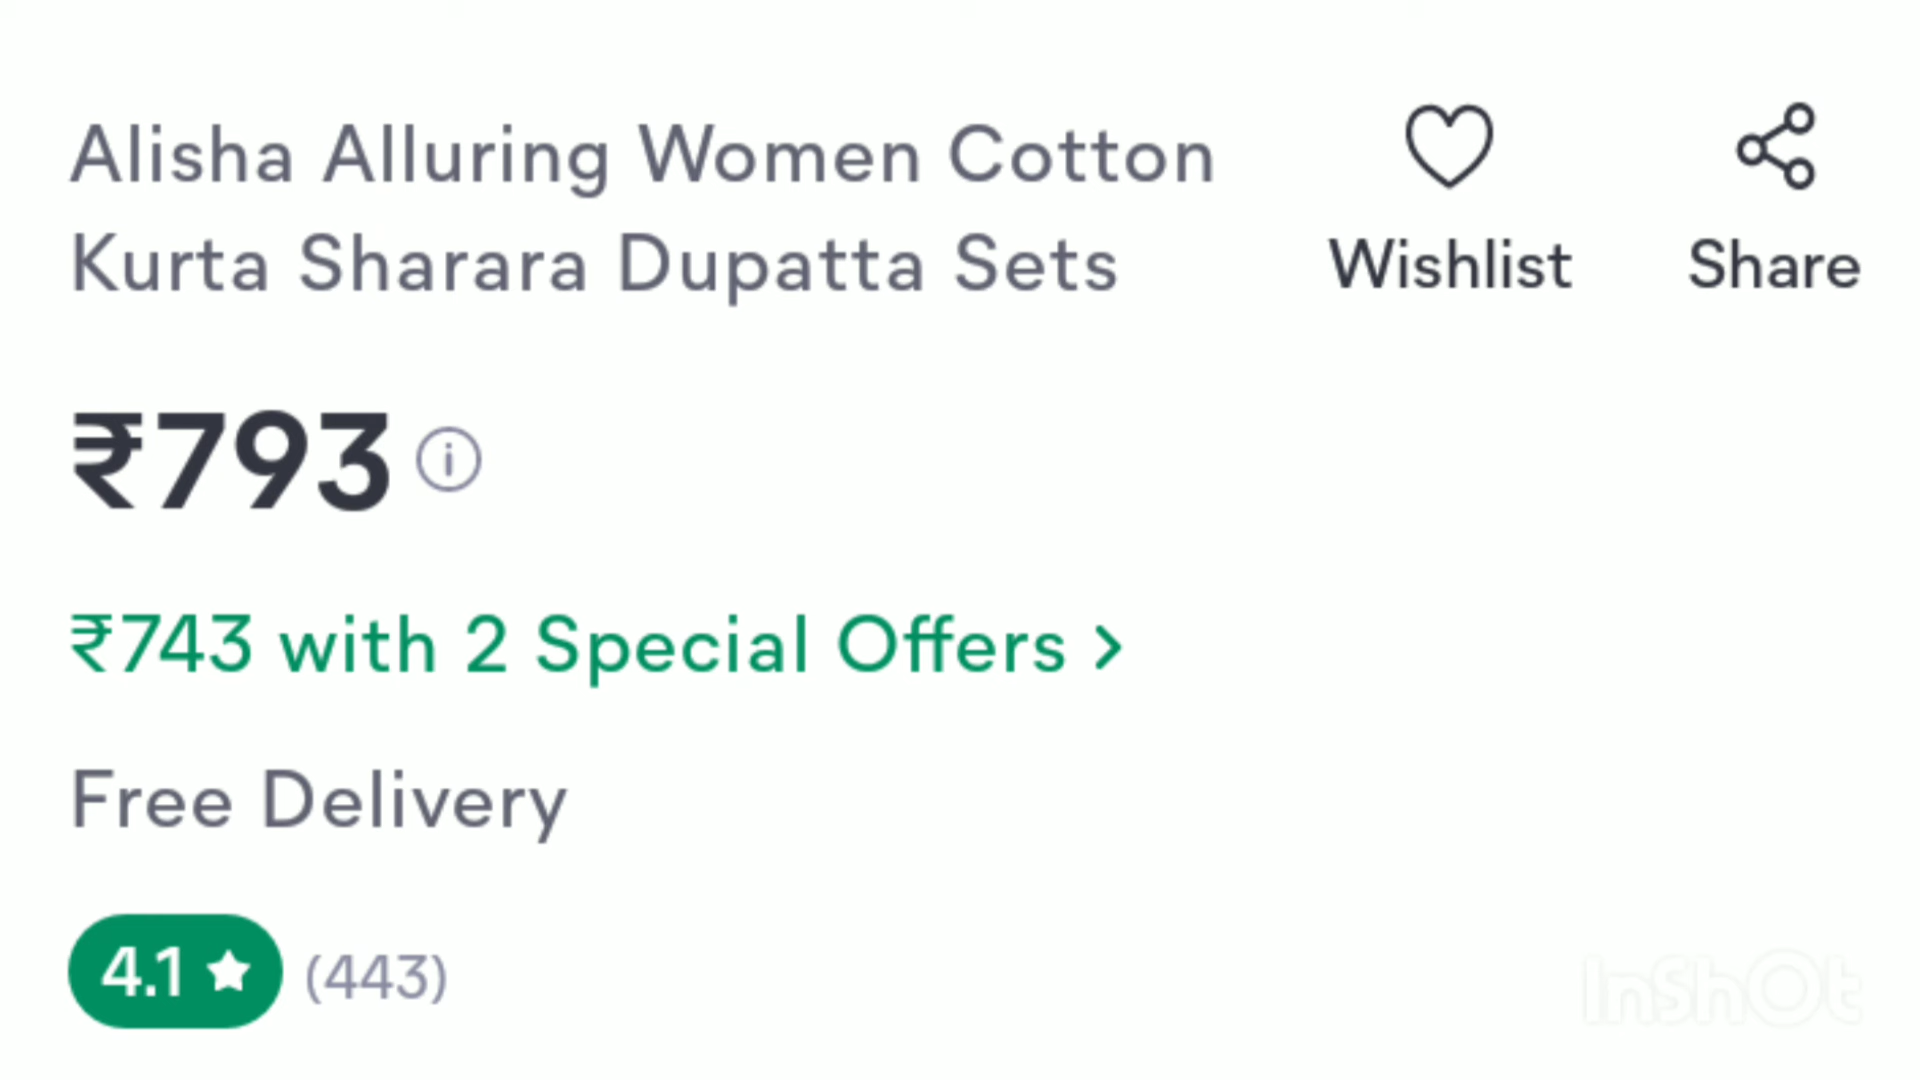 Alisha Alluring Women Cotton
Kurta Sharara Dupatta Sets
Wishlist
Share
₹793
₹743 with 2 Special Offers >
Free Delivery
4.1 ★ (443)
InShOt